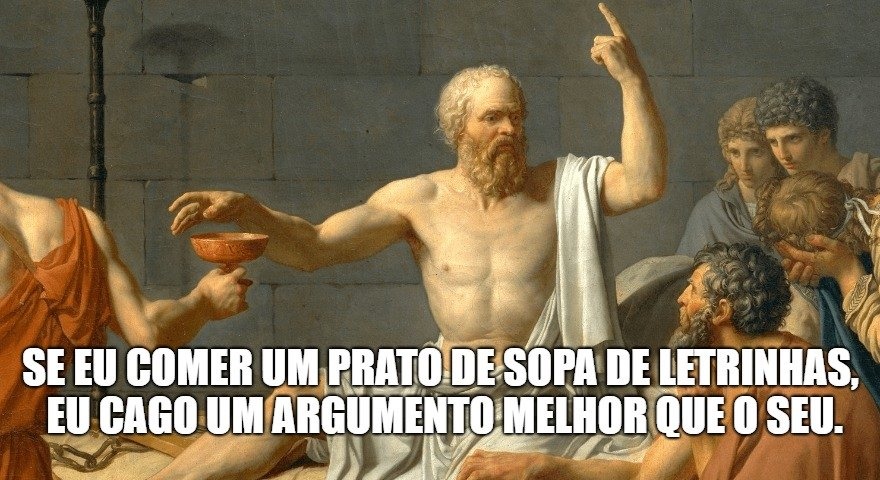 SE EU COMER UM PRATO DE SOPA DE LETRINHAS,
EU CAGO UM ARGUMENTO MELHOR QUE O SEU.